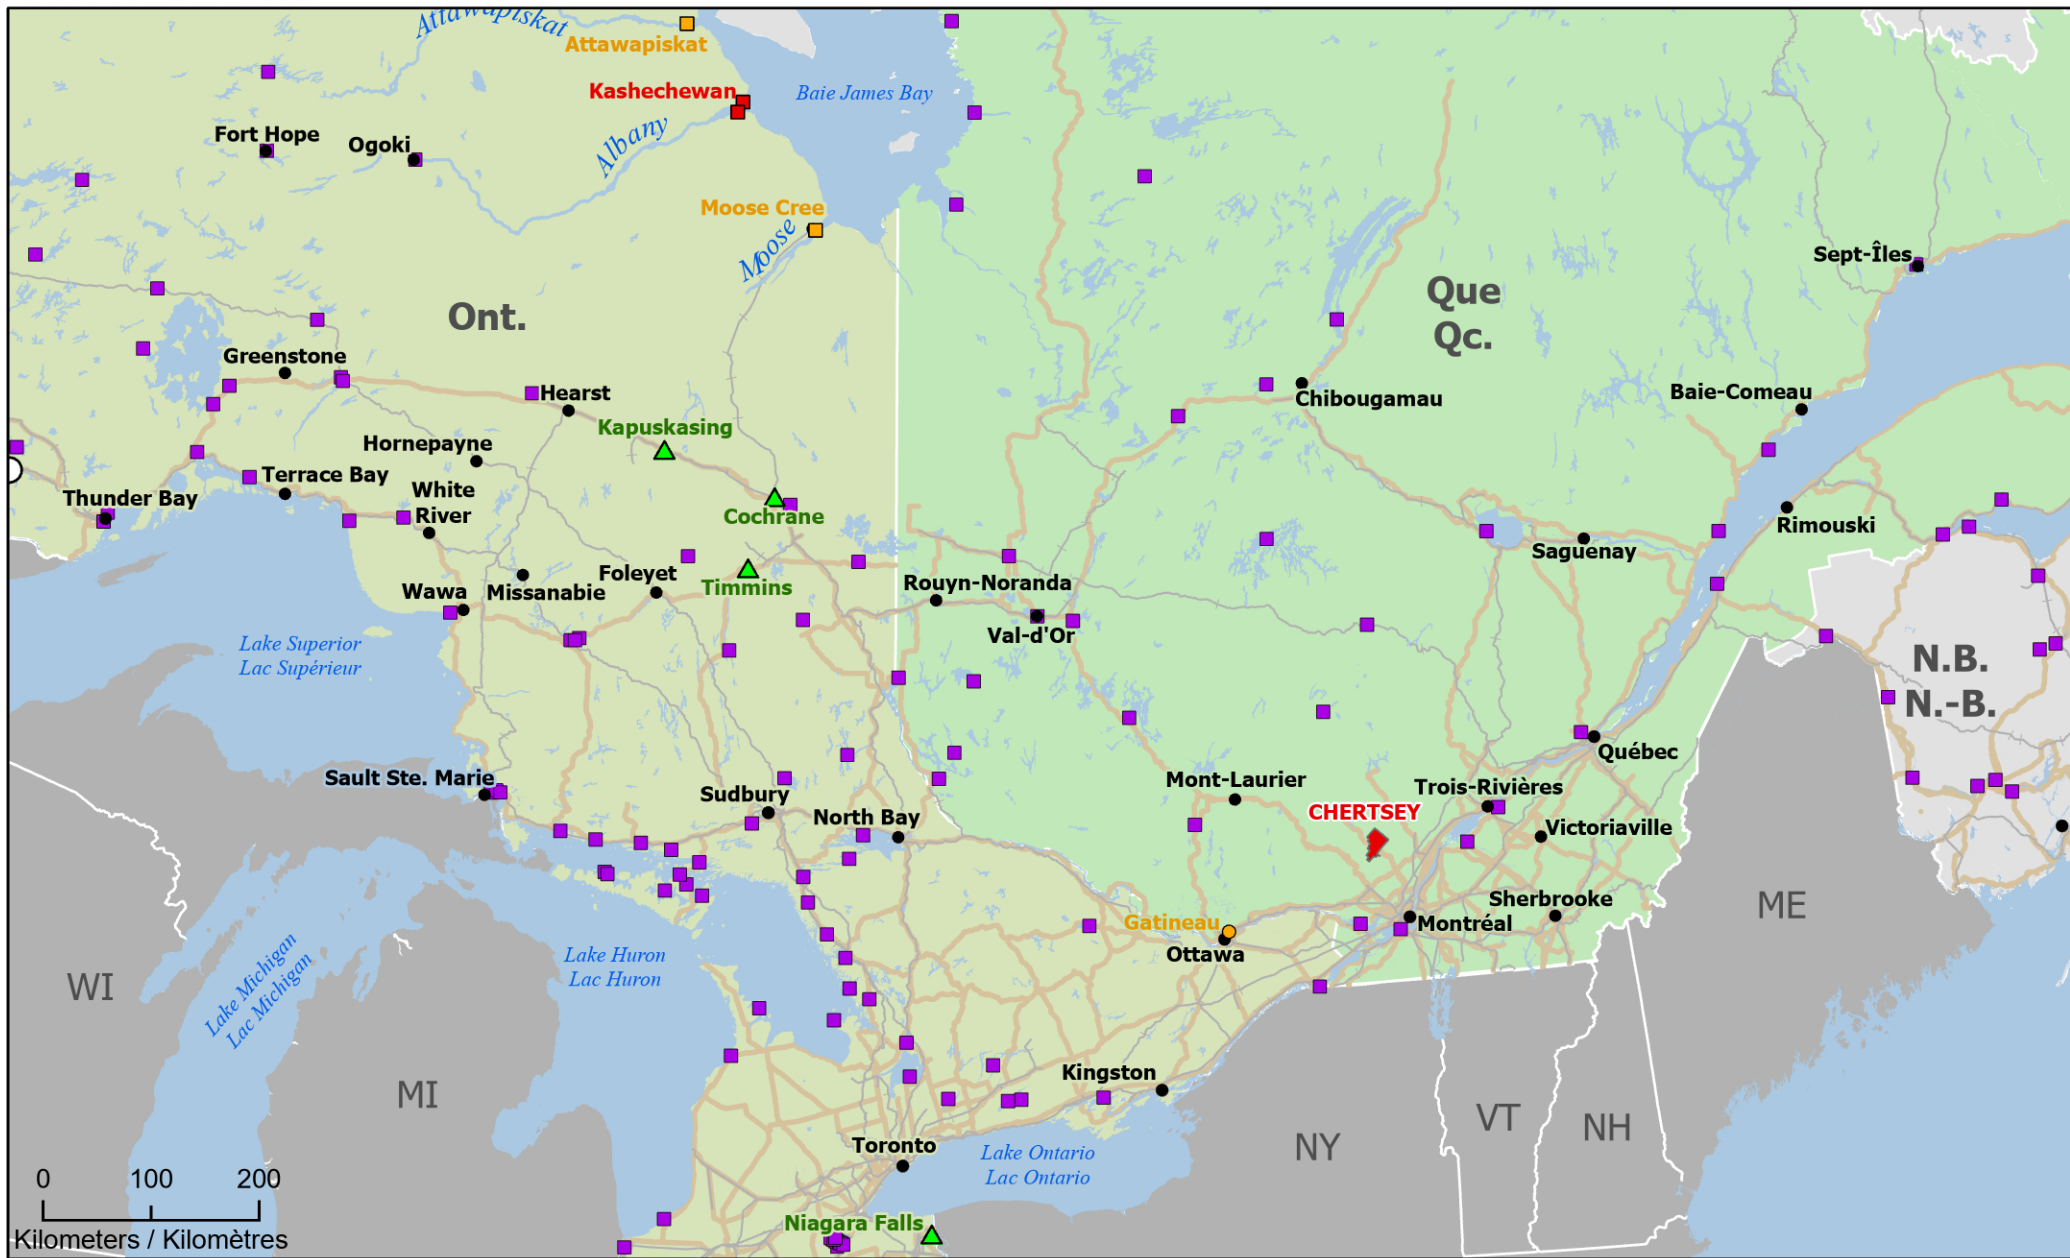 Attawapiskat
Attawapiskat
Kashechewan
Baie James Bay
Albany
Fort Hope
Ogoki
Moose Cree
Moose
Sept-Îles
Que
Qc.
Ont.
Greenstone
Hearst
Chibougamau
Baie-Comeau
Kapuskasing
Hornepayne
Terrace Bay
White
River
Thunder Bay
Cochrane
Rimouski
Saguenay
Foleyet
Timmins
Rouyn-Noranda
Wawa
Missanabie
Val-d'Or
Lake Superior
Lac Supérieur
N.B.
N.-B.
Québec
Sault Ste. Marie
Sudbury
North Bay
Mont-Laurier
Trois-Rivières
CHERTSEY
Victoriaville
Sherbrooke
Montréal
Gatineau
Ottawa
ME
Lake Huron
Lac Huron
Lake Michigan
Lac Michigan
WI
MI
Kingston
VT
NH
NY
Toronto
Lake Ontario
Lac Ontario
Niagara Falls
0 100 200
Kilometers / Kilomètres